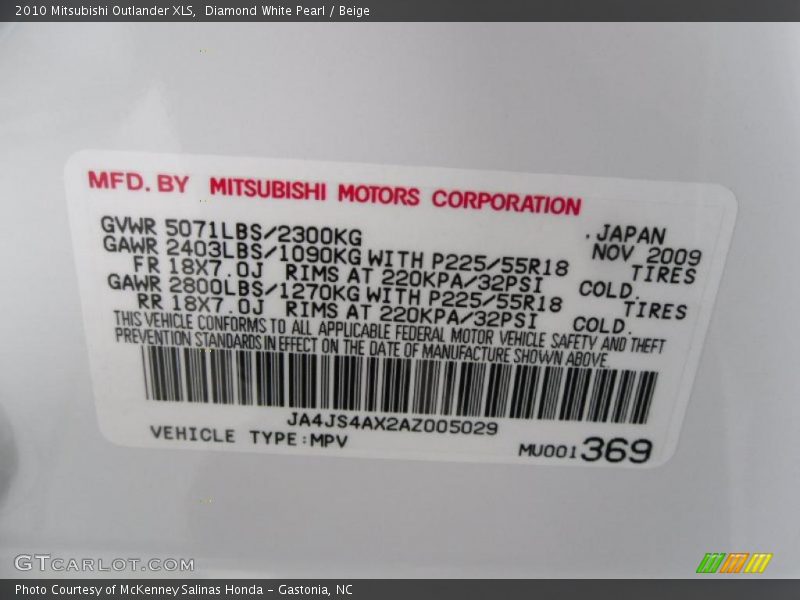 2010 Mitsubishi Outlander XLS,  Diamond White Pearl / Beige
MFD. BY MITSUBISHI MOTORS CORPORATION
GVWR 5071LBS/2300KG .JAPAN
GAWR 2403LBS/1090KG WITH P225/55R18 NOV 2009
FR 18X7.0J RIMS AT 220KPA/32PSI TIRES
GAWR 2800LBS/1270KG WITH P225/55R18 COLD.
RR 18X7.0J RIMS AT 220KPA/32PSI TIRES
COLD.
THIS VEHICLE CONFORMS TO ALL APPLICABLE FEDERAL MOTOR VEHICLE SAFETY AND THEFT
PREVENTION STANDARDS IN EFFECT ON THE DATE OF MANUFACTURE SHOWN ABOVE.
JA4JS4AX2AZ005029
VEHICLE TYPE:MPV MU001369
GTCARLOT.COM
Photo Courtesy of McKenney Salinas Honda - Gastonia, NC